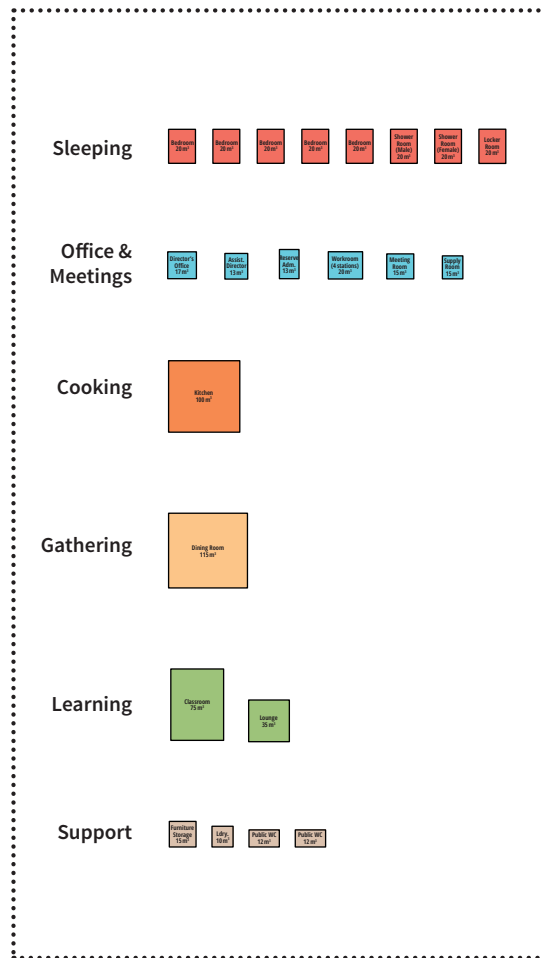 Sleeping
Bedroom
20 m²
Bedroom
20 m²
Bedroom
20 m²
Bedroom
20 m²
Bedroom
20 m²
Shower
Room
(Male)
20 m²
Shower
Room
(Female)
20 m²
Locker
Room
20 m²
Office &
Meetings
Director's
Office
17 m²
Assist.
Director
13 m²
Reserve
Adm.
13 m²
Workroom
(4 stations)
20 m²
Meeting
Room
15 m²
Supply
Room
15 m²
Cooking
Kitchen
100 m²
Gathering
Dining Room
115 m²
Learning
Classroom
75 m²
Lounge
35 m²
Support
Furniture
Storage
15 m²
Ldry.
10 m²
Public WC
12 m²
Public WC
12 m²